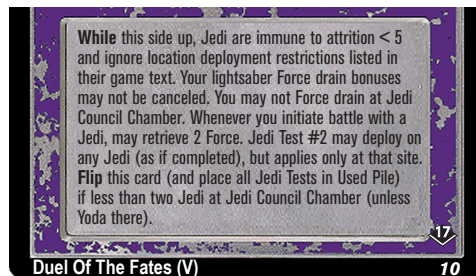 While this side up, Jedi are immune to attrition < 5
and ignore location deployment restrictions listed in
their game text. Your lightsaber Force drain bonuses
may not be canceled. You may not Force drain at Jedi
Council Chamber. Whenever you initiate battle with a
Jedi, may retrieve 2 Force. Jedi Test #2 may deploy on
any Jedi (as if completed), but applies only at that site.
Flip this card (and place all Jedi Tests in Used Pile)
if less than two Jedi at Jedi Council Chamber (unless
Yoda there).
17
Duel Of The Fates (V) 10